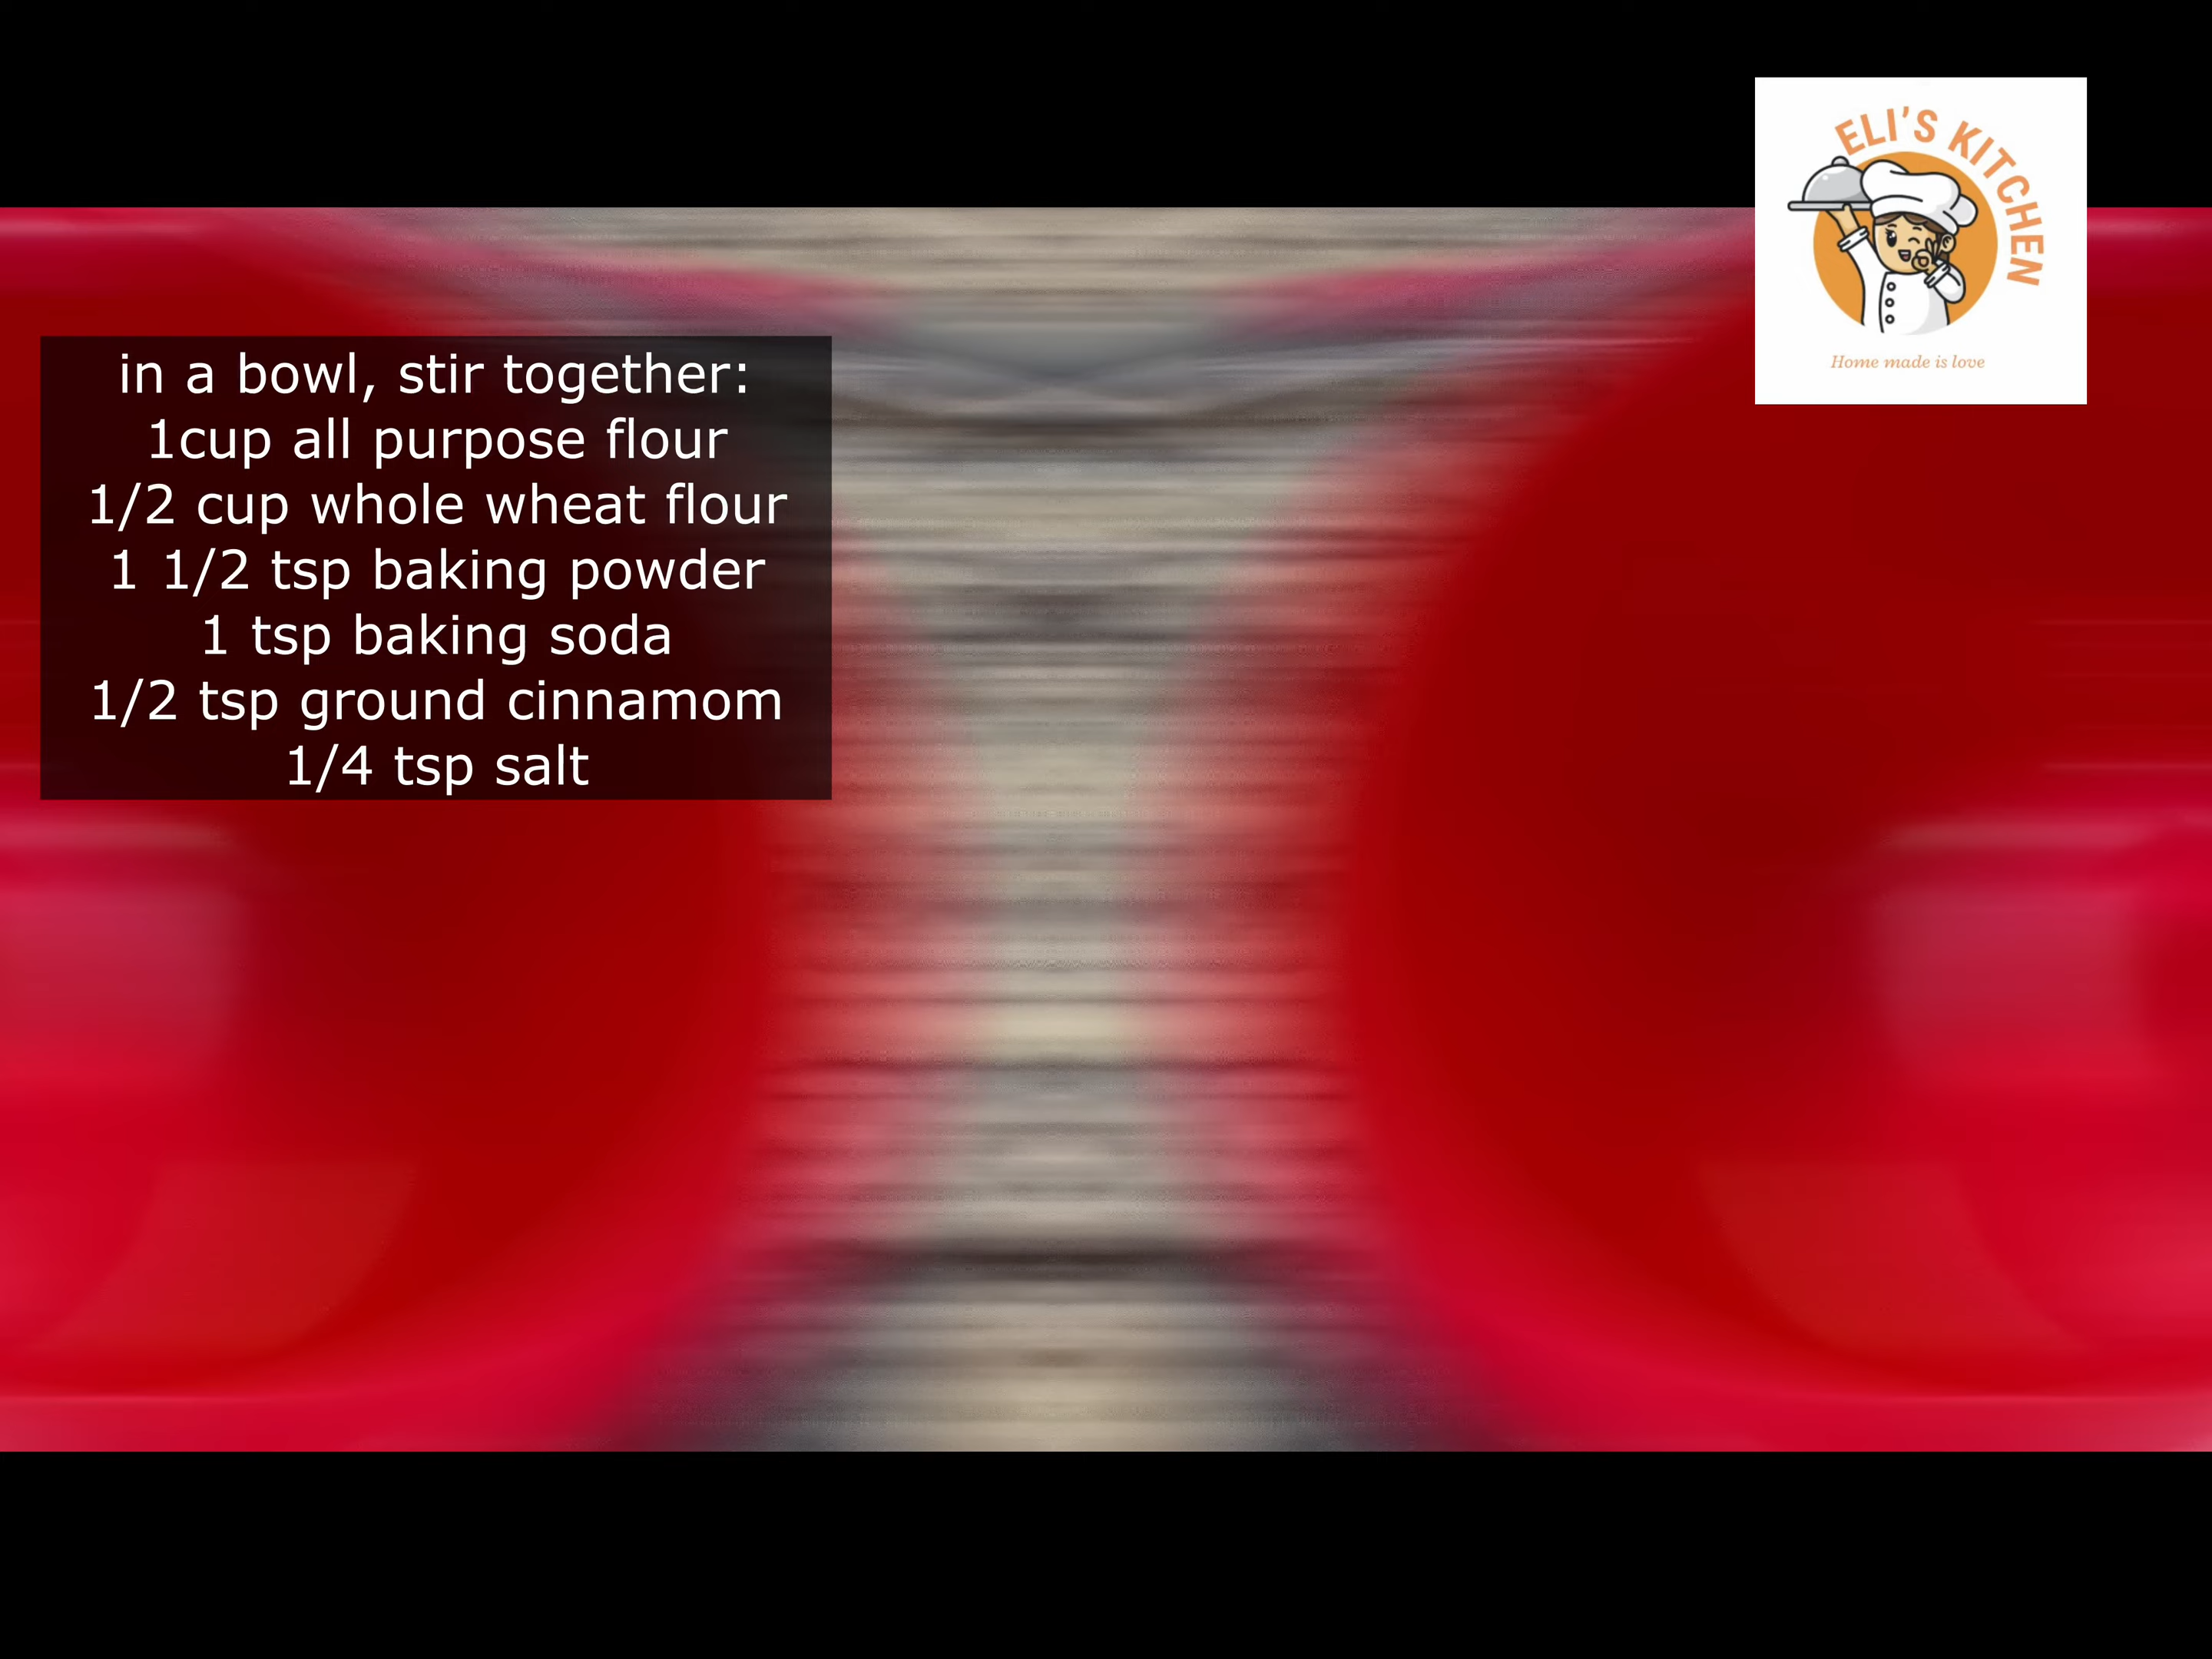 ELI'S KITCHEN
Home made is love
in a bowl, stir together:
1cup all purpose flour
1/2 cup whole wheat flour
1 1/2 tsp baking powder
1 tsp baking soda
1/2 tsp ground cinnamom
1/4 tsp salt